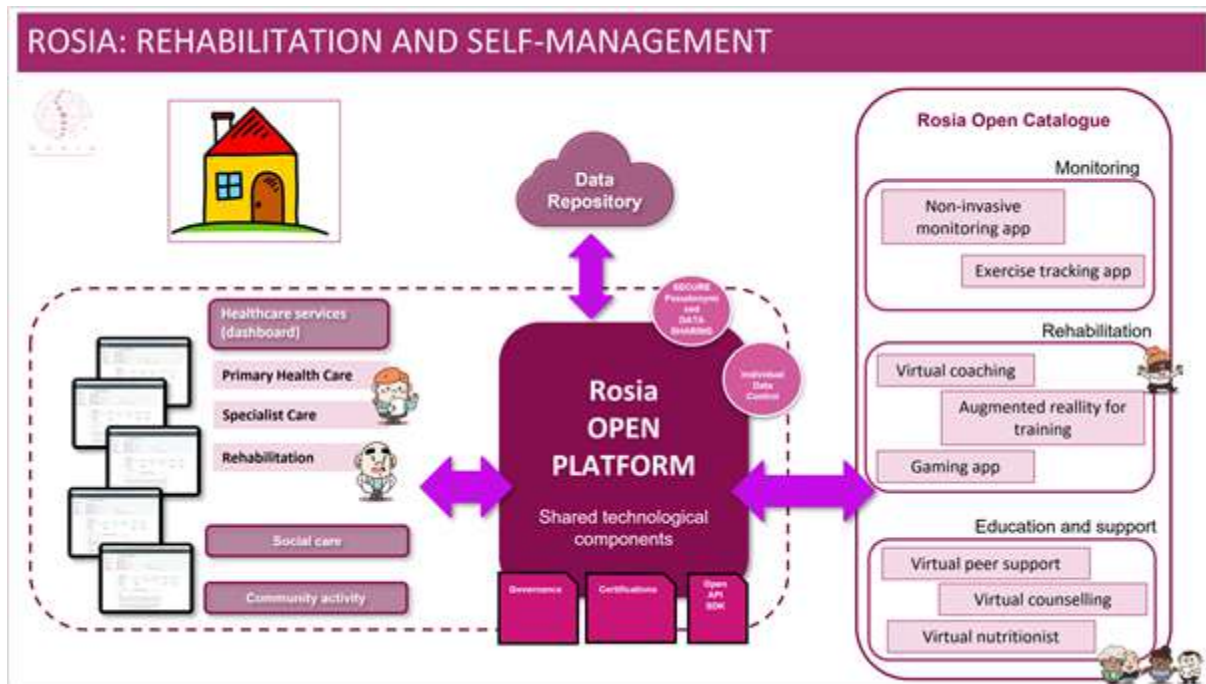 ROSIA: REHABILITATION AND SELF-MANAGEMENT
Data
Repository
Healthcare services
(dashboard)
Primary Health Care
Specialist Care
Rehabilitation
Social care
Community activity
SECURE
Pseudonymi
sed
DATA
SHARING
Individual
Data
Control
Rosia
OPEN
PLATFORM
Shared technological
components
Governance
Certifications
Open
API
SDK
Rosia Open Catalogue
Monitoring
Non-invasive
monitoring app
Exercise tracking app
Rehabilitation
Virtual coaching
Augmented reallity for
training
Gaming app
Education and support
Virtual peer support
Virtual counselling
Virtual nutritionist